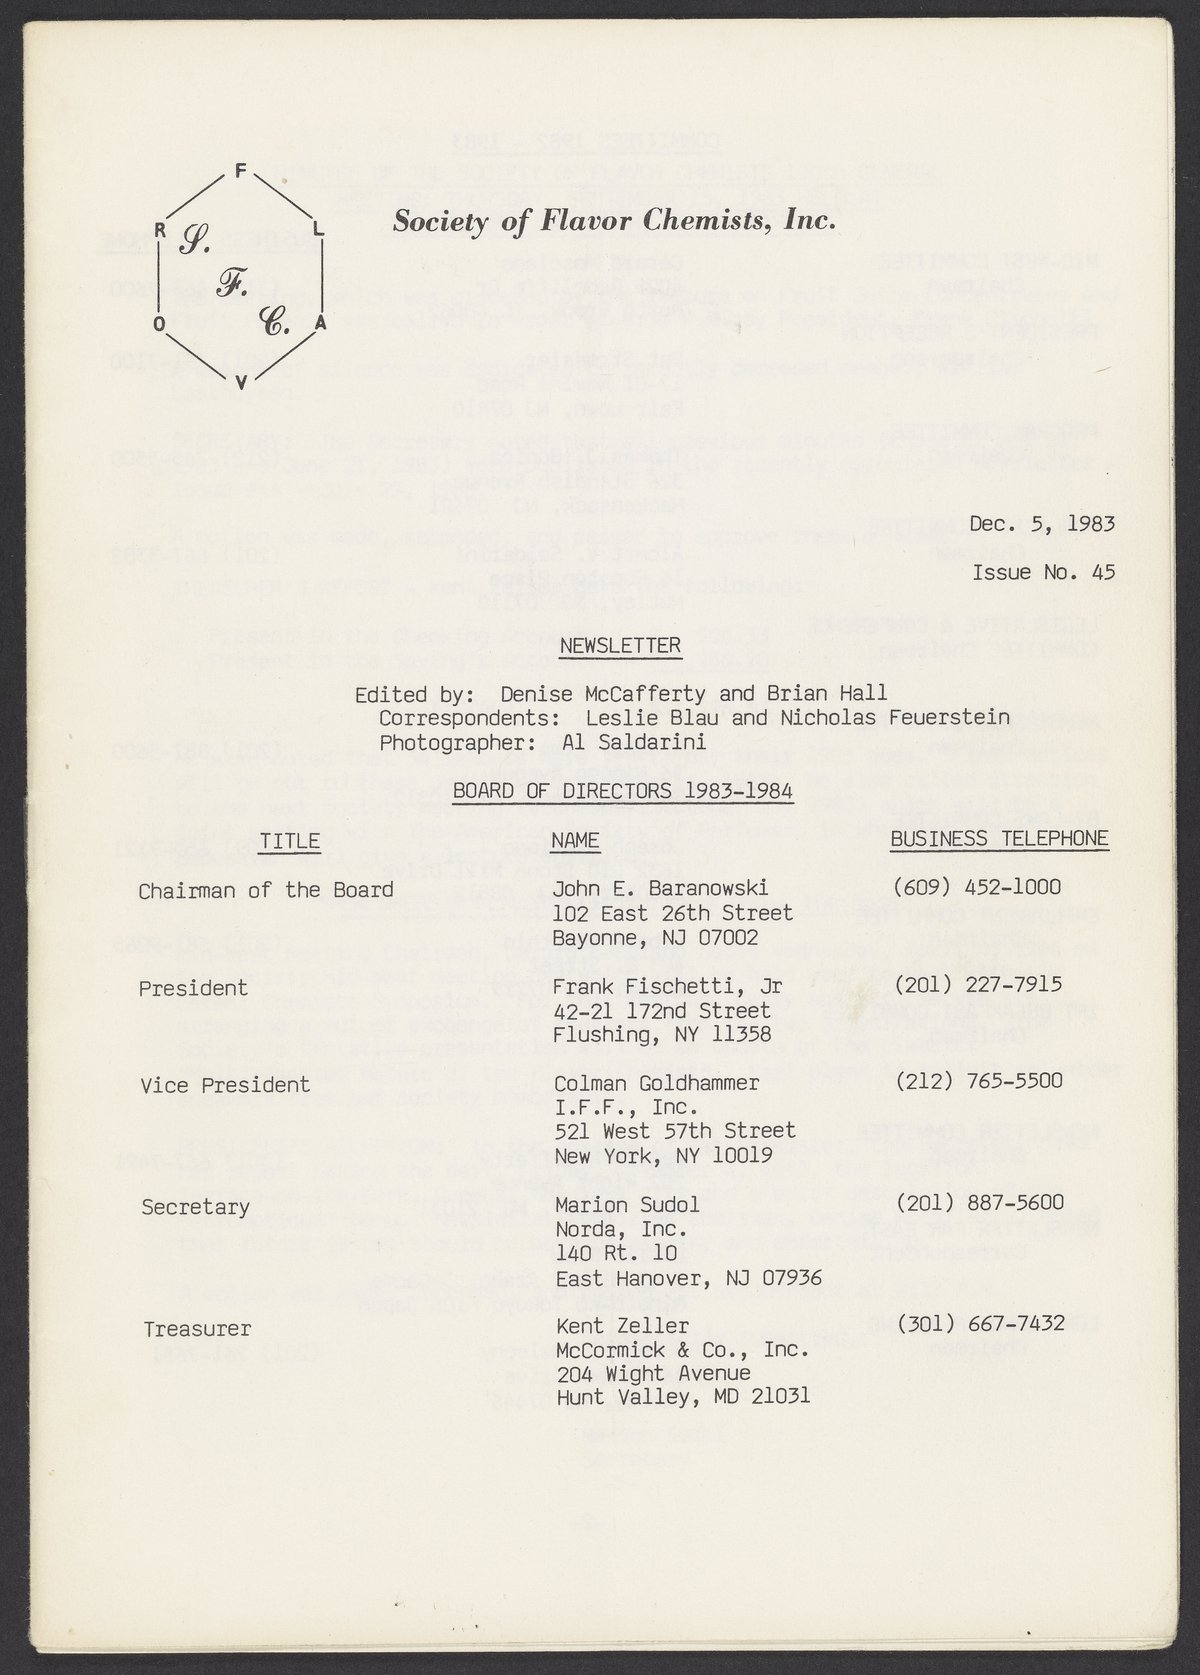 F
R L
S.
F.
C.
O A
V
Society of Flavor Chemists, Inc.
Dec. 5, 1983
Issue No. 45
NEWSLETTER
Edited by: Denise McCafferty and Brian Hall
Correspondents: Leslie Blau and Nicholas Feuerstein
Photographer: Al Saldarini
BOARD OF DIRECTORS 1983-1984
TITLE NAME BUSINESS TELEPHONE
Chairman of the Board John E. Baranowski (609) 452-1000
102 East 26th Street
Bayonne, NJ 07002
President Frank Fischetti, Jr (201) 227-7915
42-21 172nd Street
Flushing, NY 11358
Vice President Colman Goldhammer (212) 765-5500
I.F.F., Inc.
521 West 57th Street
New York, NY 10019
Secretary Marion Sudol (201) 887-5600
Norda, Inc.
140 Rt. 10
East Hanover, NJ 07936
Treasurer Kent Zeller (301) 667-7432
McCormick & Co., Inc.
204 Wight Avenue
Hunt Valley, MD 21031